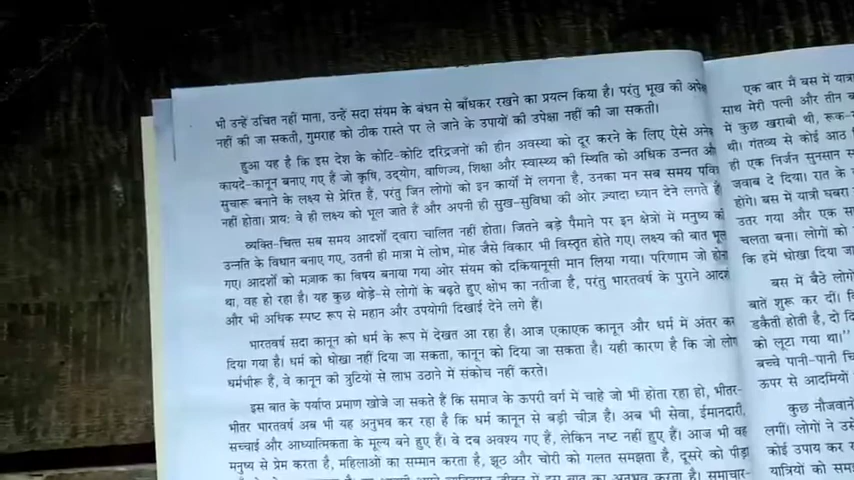 भी उन्हें उचित नहीं माना, उन्हें सदा संयम के बंधन से बाँधकर रखने का प्रयत्न किया है। परंतु भूख की
नहीं की जा सकती, गुमराह को ठीक रास्ते पर ले जाने के उपायों की उपेक्षा नहीं की जा सकती।
हुआ यह है कि इस देश के कोटि-कोटि दरिद्रजनों की हीन अवस्था को दूर करने के लिए ऐसे
कायदे-कानून बनाए गए हैं जो कृषि, उद्योग, वाणिज्य, शिक्षा और स्वास्थ्य की स्थिति को अधिक उन्नत
सुचारू बनाने के लक्ष्य से प्रेरित हैं, परंतु जिन लोगों को इन कार्यों में लगना है, उनका मन सब समय
नहीं होता। प्राय: वे ही लक्ष्य को भूल जाते हैं और अपनी ही सुख-सुविधा की ओर ज़्यादा ध्यान देने लगते हैं।
व्यक्ति-चित्त सब समय आदर्शों द्वारा चालित नहीं होता। जितने बड़े पैमाने पर इन क्षेत्रों में मनुष्य की
उन्नति के विधान बनाए गए, उतनी ही मात्रा में लोभ, मोह जैसे विकार भी विस्तृत होते गए। लक्ष्य की बात भूल
गए। आदर्शों को मज़ाक का विषय बनाया गया और संयम को दकियानूसी मान लिया गया। परिणाम जो होना
था, वह हो रहा है। यह कुछ थोड़े-से लोगों के बढ़ते हुए क्षोभ का नतीजा है, परंतु भारतवर्ष के पुराने आदर्श
और भी अधिक स्पष्ट रूप से महान और उपयोगी दिखाई देने लगे हैं।
भारतवर्ष सदा कानून को धर्म के रूप में देखत आ रहा है। आज एकाएक कानून और धर्म में अंतर कर
दिया गया है। धर्म को धोखा नहीं दिया जा सकता, कानून को दिया जा सकता है। यही कारण है कि जो लोग
धर्मभीरू हैं, वे कानून को त्रुटियों से लाभ उठाने में संकोच नहीं करते।
इस बात के पर्याप्त प्रमाण खोजे जा सकते हैं कि समाज के ऊपरी वर्ग में चाहे जो भी होता रहा हो, भीतर-
भीतर भारतवर्ष अब भी यह अनुभव कर रहा है कि धर्म कानून से बड़ी चीज़ है। अब भी सेवा, ईमानदारी,
सच्चाई और आध्यात्मिकता के मूल्य बने हुए हैं। वे दब अवश्य गए हैं, लेकिन नष्ट नहीं हुए हैं। आज भी वह
मनुष्य से प्रेम करता है, महिलाओं का सम्मान करता है, झूठ और चोरी को गलत समझता है, दूसरे को पीड़ा
में इस बात का अनुभव करता है। समाचार-
एक बार मैं बस में
साथ मेरी पत्नी और तीन
में कुछ खराबी थी,
थी। गंतव्य से कोई आठ
ही एक निर्जन सुनसान
जवाब दे दिया। रात के
होंगे। बस में यात्री
उतर गया और एक
चलता बना। लोगों को
कि हमें धोखा दिया
बस में बैठे लोगों
बातें शुरू कर दीं।
डकैती होती है, दो
को लूटा गया था।"
बच्चे पानी-पानी
ऊपर से आदमियों
कुछ
लगीं। लोगों ने उसे
कोई उपाय कर
यात्रियों को